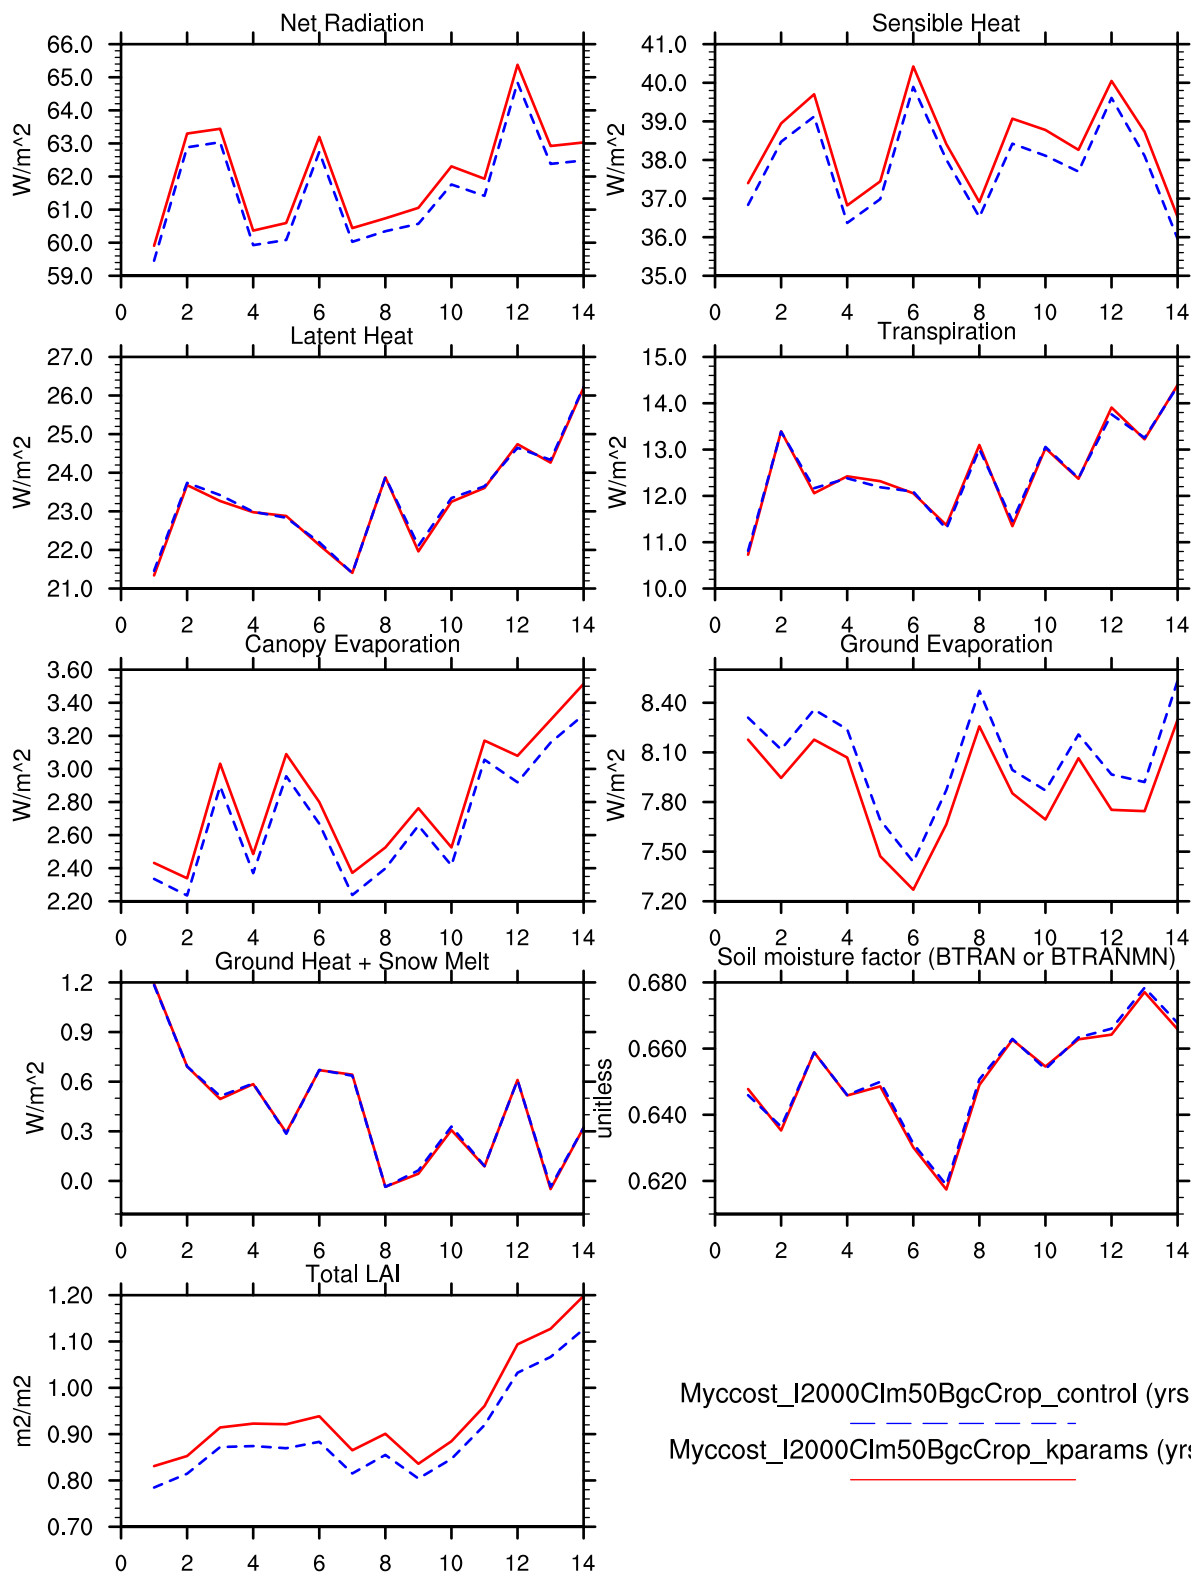 Net Radiation
W/m^2
66.0
65.0
64.0
63.0
62.0
61.0
60.0
59.0
0 2 4 6 8 10 12 14
Sensible Heat
W/m^2
41.0
40.0
39.0
38.0
37.0
36.0
35.0
0 2 4 6 8 10 12 14
Latent Heat
W/m^2
27.0
26.0
25.0
24.0
23.0
22.0
21.0
0 2 4 6 8 10 12 14
Transpiration
W/m^2
15.0
14.0
13.0
12.0
11.0
10.0
0 2 4 6 8 10 12 14
Canopy Evaporation
W/m^2
3.60
3.40
3.20
3.00
2.80
2.60
2.40
2.20
0 2 4 6 8 10 12 14
Ground Evaporation
W/m^2
8.40
8.10
7.80
7.50
7.20
0 2 4 6 8 10 12 14
Ground Heat + Snow Melt
W/m^2
1.2
0.9
0.6
0.3
0.0
0 2 4 6 8 10 12 14
Soil moisture factor (BTRAN or BTRANMN)
unitless
0.680
0.660
0.640
0.620
0 2 4 6 8 10 12 14
Total LAI
m2/m2
1.20
1.10
1.00
0.90
0.80
0.70
0 2 4 6 8 10 12 14
Myccost_I2000Clm50BgcCrop_control (yrs
Myccost_I2000Clm50BgcCrop_kparams (yrs